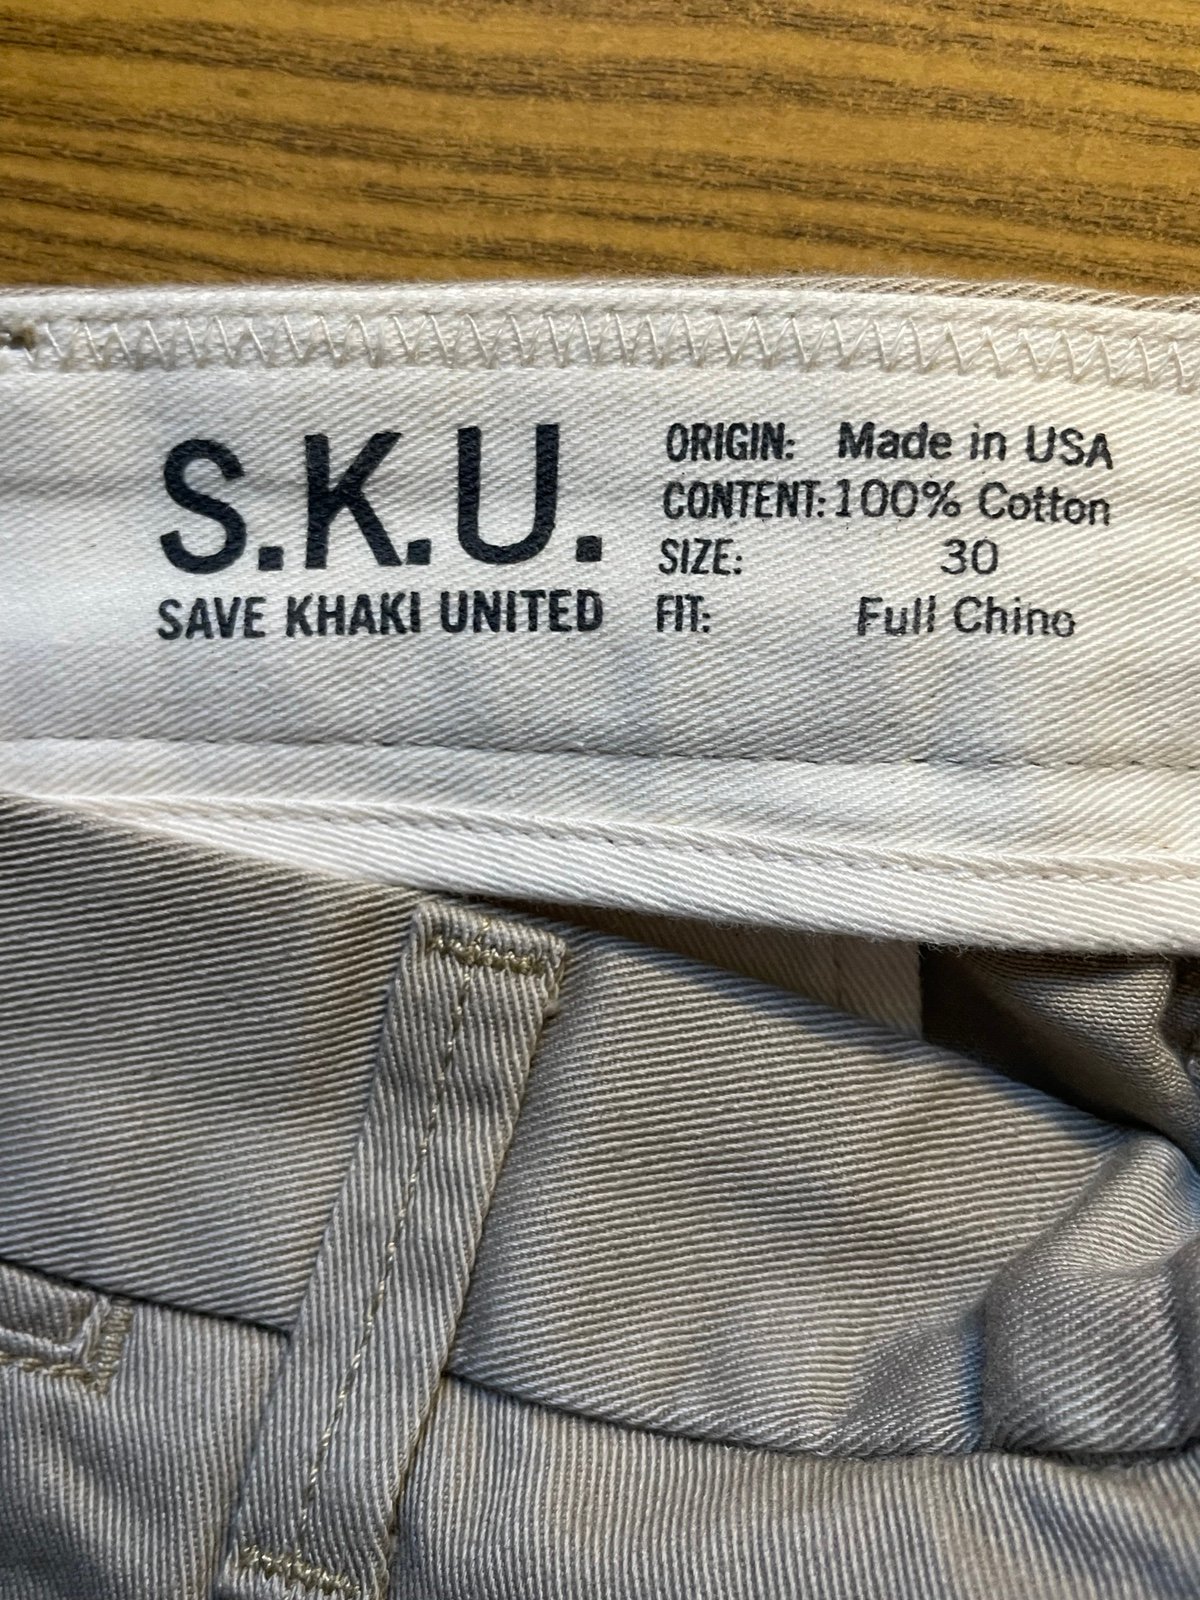 S.K.U.
SAVE KHAKI UNITED
ORIGIN: Made in USA
CONTENT: 100% Cotton
SIZE: 30
FIT: Full Chino